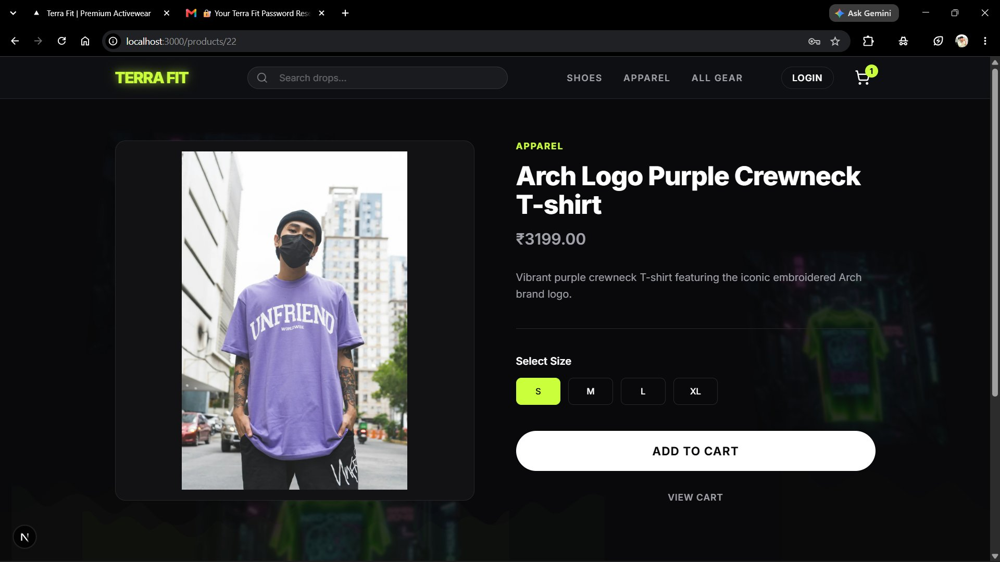 Terra Fit | Premium Activewear
Your Terra Fit Password Rese
Ask Gemini
localhost:3000/products/22
TERRA FIT
Search drops...
SHOES
APPAREL
ALL GEAR
LOGIN
1
APPAREL
Arch Logo Purple Crewneck
T-shirt
₹3199.00
Vibrant purple crewneck T-shirt featuring the iconic embroidered Arch
brand logo.
UNFRIEND
WORLDWIDE
Select Size
S
M
L
XL
ADD TO CART
VIEW CART
N